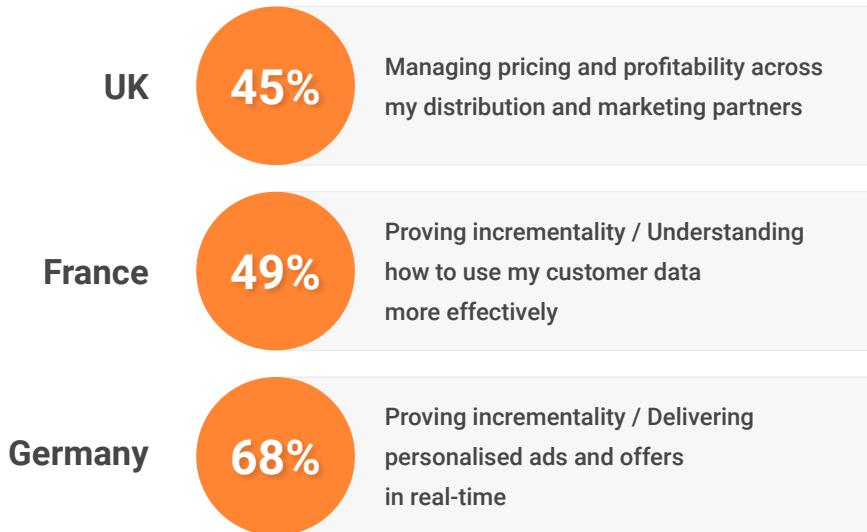 UK
45%
Managing pricing and profitability across
my distribution and marketing partners
France
49%
Proving incrementality / Understanding
how to use my customer data
more effectively
Germany
68%
Proving incrementality / Delivering
personalised ads and offers
in real-time